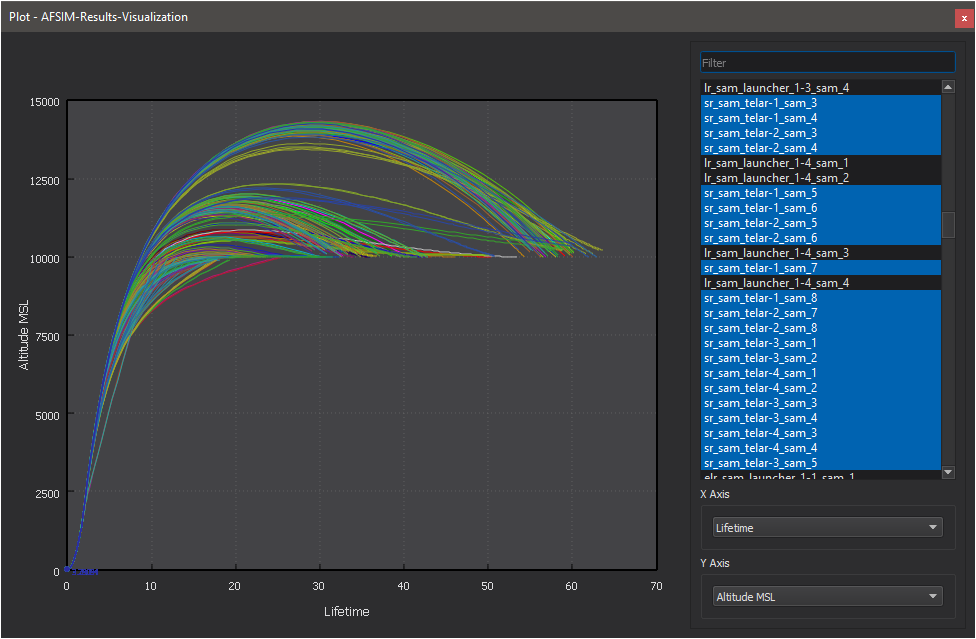 Plot - AFSIM-Results-Visualization
x
15000
12500
10000
7500
5000
2500
0
Altitude MSL
0 10 20 30 40 50 60 70
Lifetime
Filter
lr_sam_launcher_1-3_sam_4
sr_sam_telar-1_sam_3
sr_sam_telar-1_sam_4
sr_sam_telar-2_sam_3
sr_sam_telar-2_sam_4
lr_sam_launcher_1-4_sam_1
lr_sam_launcher_1-4_sam_2
sr_sam_telar-1_sam_5
sr_sam_telar-1_sam_6
sr_sam_telar-2_sam_5
sr_sam_telar-2_sam_6
lr_sam_launcher_1-4_sam_3
sr_sam_telar-1_sam_7
lr_sam_launcher_1-4_sam_4
sr_sam_telar-1_sam_8
sr_sam_telar-2_sam_7
sr_sam_telar-2_sam_8
sr_sam_telar-3_sam_1
sr_sam_telar-3_sam_2
sr_sam_telar-4_sam_1
sr_sam_telar-4_sam_2
sr_sam_telar-3_sam_3
sr_sam_telar-3_sam_4
sr_sam_telar-4_sam_3
sr_sam_telar-4_sam_4
sr_sam_telar-3_sam_5
elr_sam_launcher_1-1_sam_1
X Axis
Lifetime
Y Axis
Altitude MSL